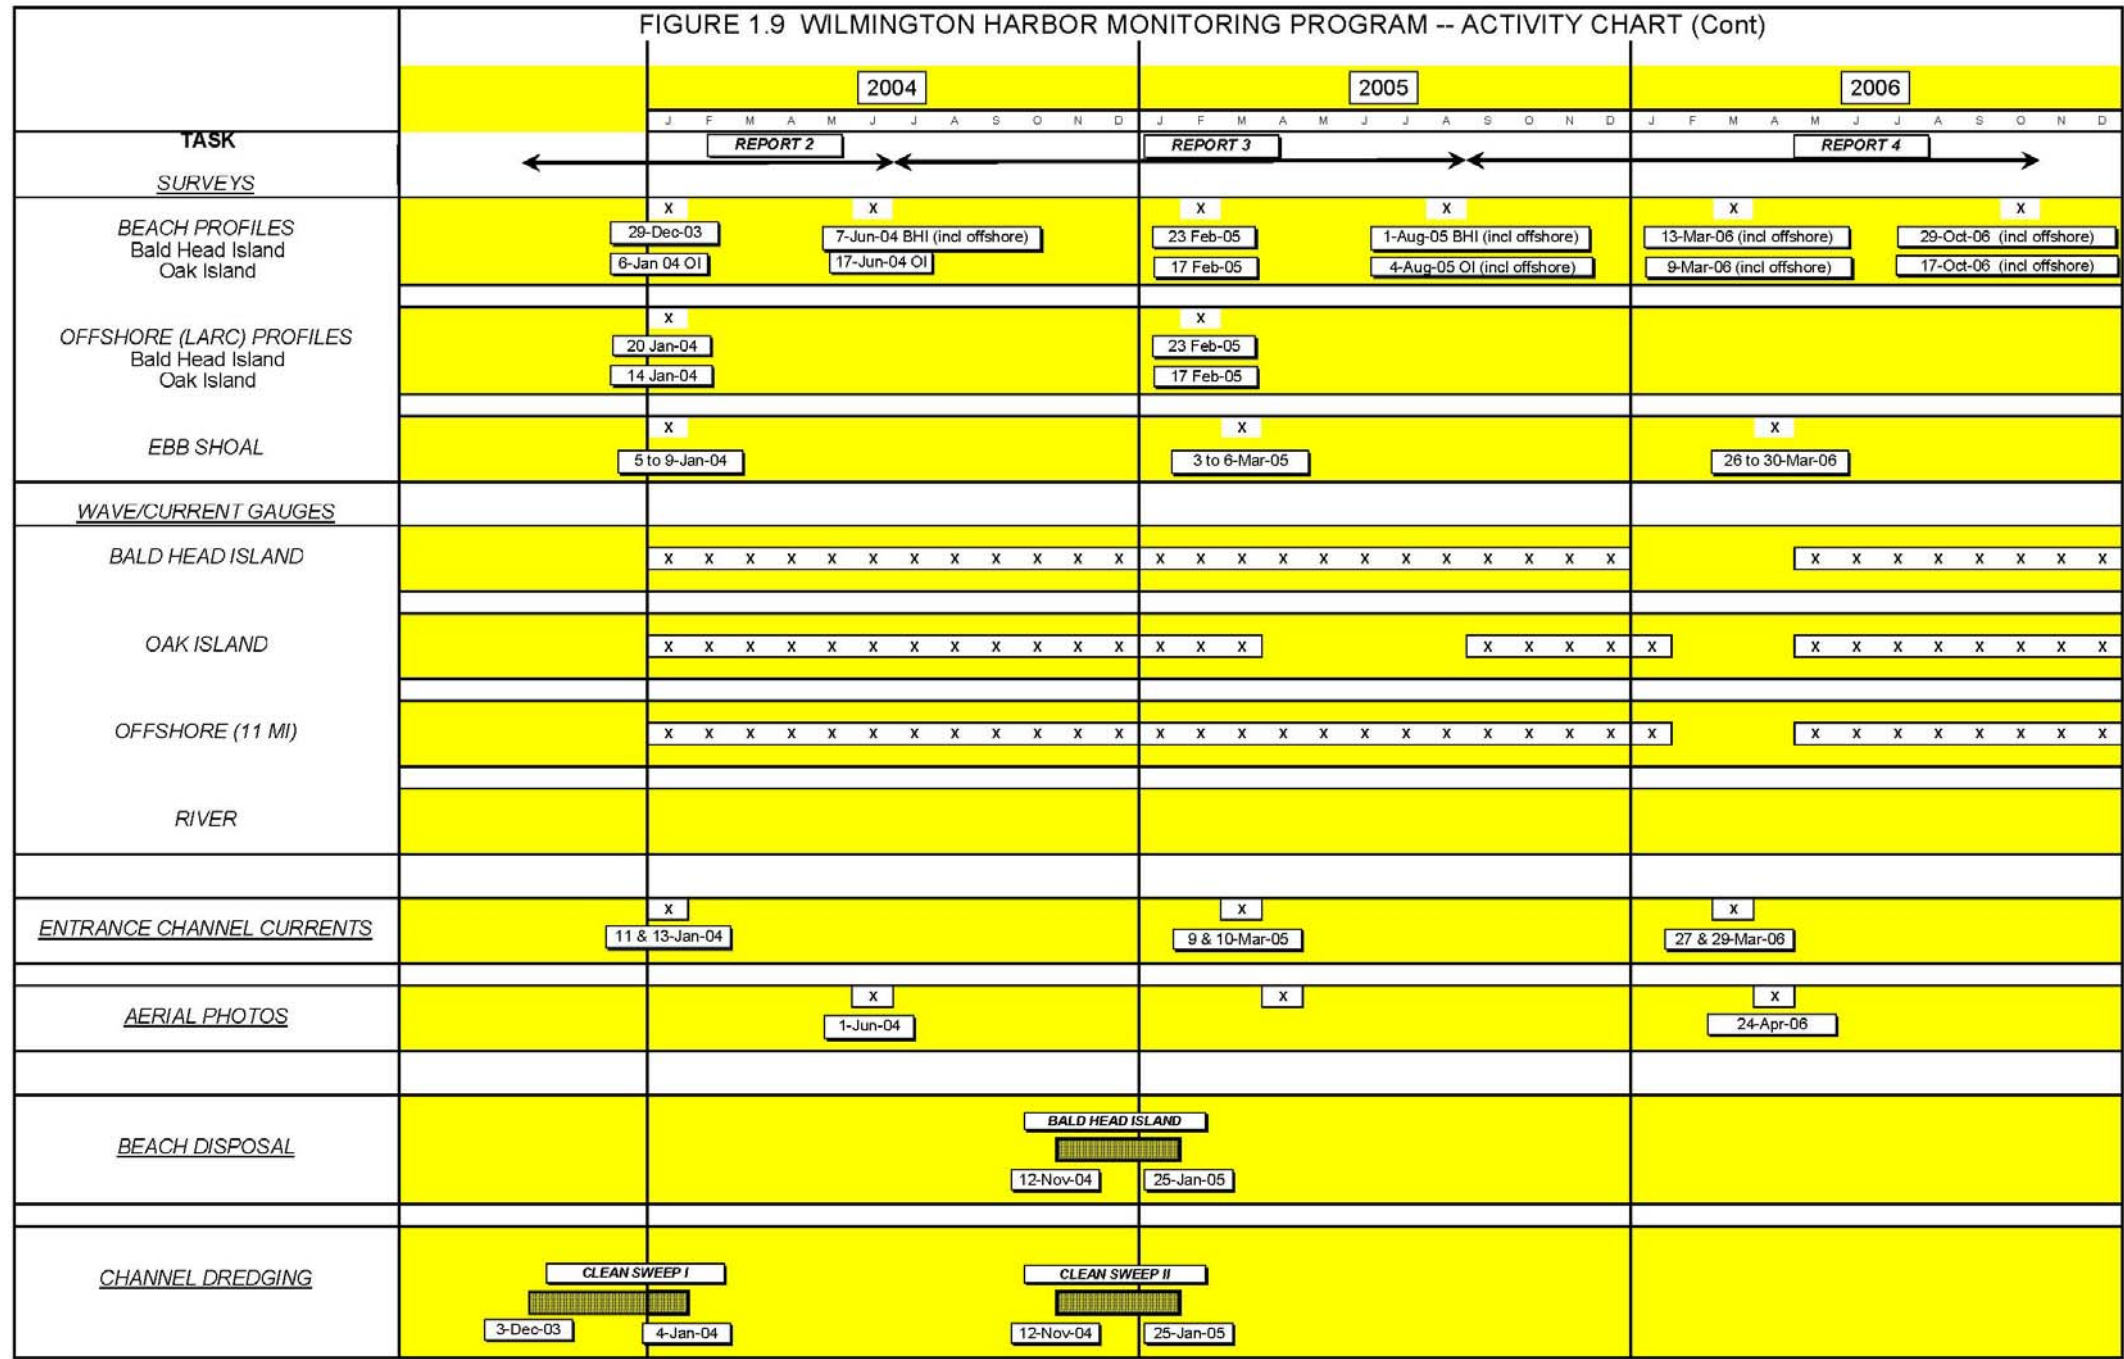 FIGURE 1.9 WILMINGTON HARBOR MONITORING PROGRAM -- ACTIVITY CHART (Cont)
2004 2005 2006
J F M A M J J A S O N D J F M A M J J A S O N D J F M A M J J A S O N D
TASK
REPORT 2 REPORT 3 REPORT 4
SURVEYS
X X X X X X
BEACH PROFILES
Bald Head Island
Oak Island
29-Dec-03 7-Jun-04 BHI (incl offshore) 23 Feb-05 1-Aug-05 BHI (incl offshore) 13-Mar-06 (incl offshore) 29-Oct-06 (incl offshore)
6-Jan 04 OI 17-Jun-04 OI 17 Feb-05 4-Aug-05 OI (incl offshore) 9-Mar-06 (incl offshore) 17-Oct-06 (incl offshore)
X X
OFFSHORE (LARC) PROFILES
Bald Head Island
Oak Island
20 Jan-04 23 Feb-05
14 Jan-04 17 Feb-05
X X X
EBB SHOAL
5 to 9-Jan-04 3 to 6-Mar-05 26 to 30-Mar-06
WAVE/CURRENT GAUGES
BALD HEAD ISLAND X X X X X X X X X X X X X X X X X X X X X X X X X X X X X X X X
OAK ISLAND X X X X X X X X X X X X X X X X X X X X X X X X X X X X
OFFSHORE (11 MI) X X X X X X X X X X X X X X X X X X X X X X X X X X X X X X X X X
RIVER
X X X
ENTRANCE CHANNEL CURRENTS
11 & 13-Jan-04 9 & 10-Mar-05 27 & 29-Mar-06
X X X
AERIAL PHOTOS
1-Jun-04 24-Apr-06
BALD HEAD ISLAND
BEACH DISPOSAL
12-Nov-04 25-Jan-05
CLEAN SWEEP I CLEAN SWEEP II
CHANNEL DREDGING
3-Dec-03 4-Jan-04 12-Nov-04 25-Jan-05